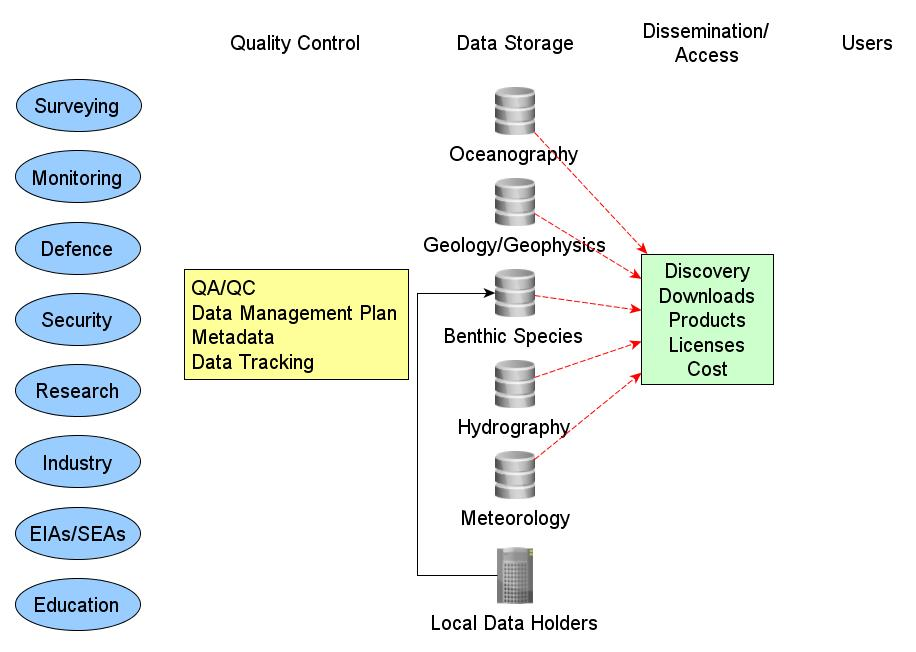 Quality Control
Data Storage
Dissemination/
Access
Users
Surveying
Monitoring
Defence
Security
Research
Industry
EIAs/SEAs
Education
QA/QC
Data Management Plan
Metadata
Data Tracking
Oceanography
Geology/Geophysics
Benthic Species
Hydrography
Meteorology
Local Data Holders
Discovery
Downloads
Products
Licenses
Cost